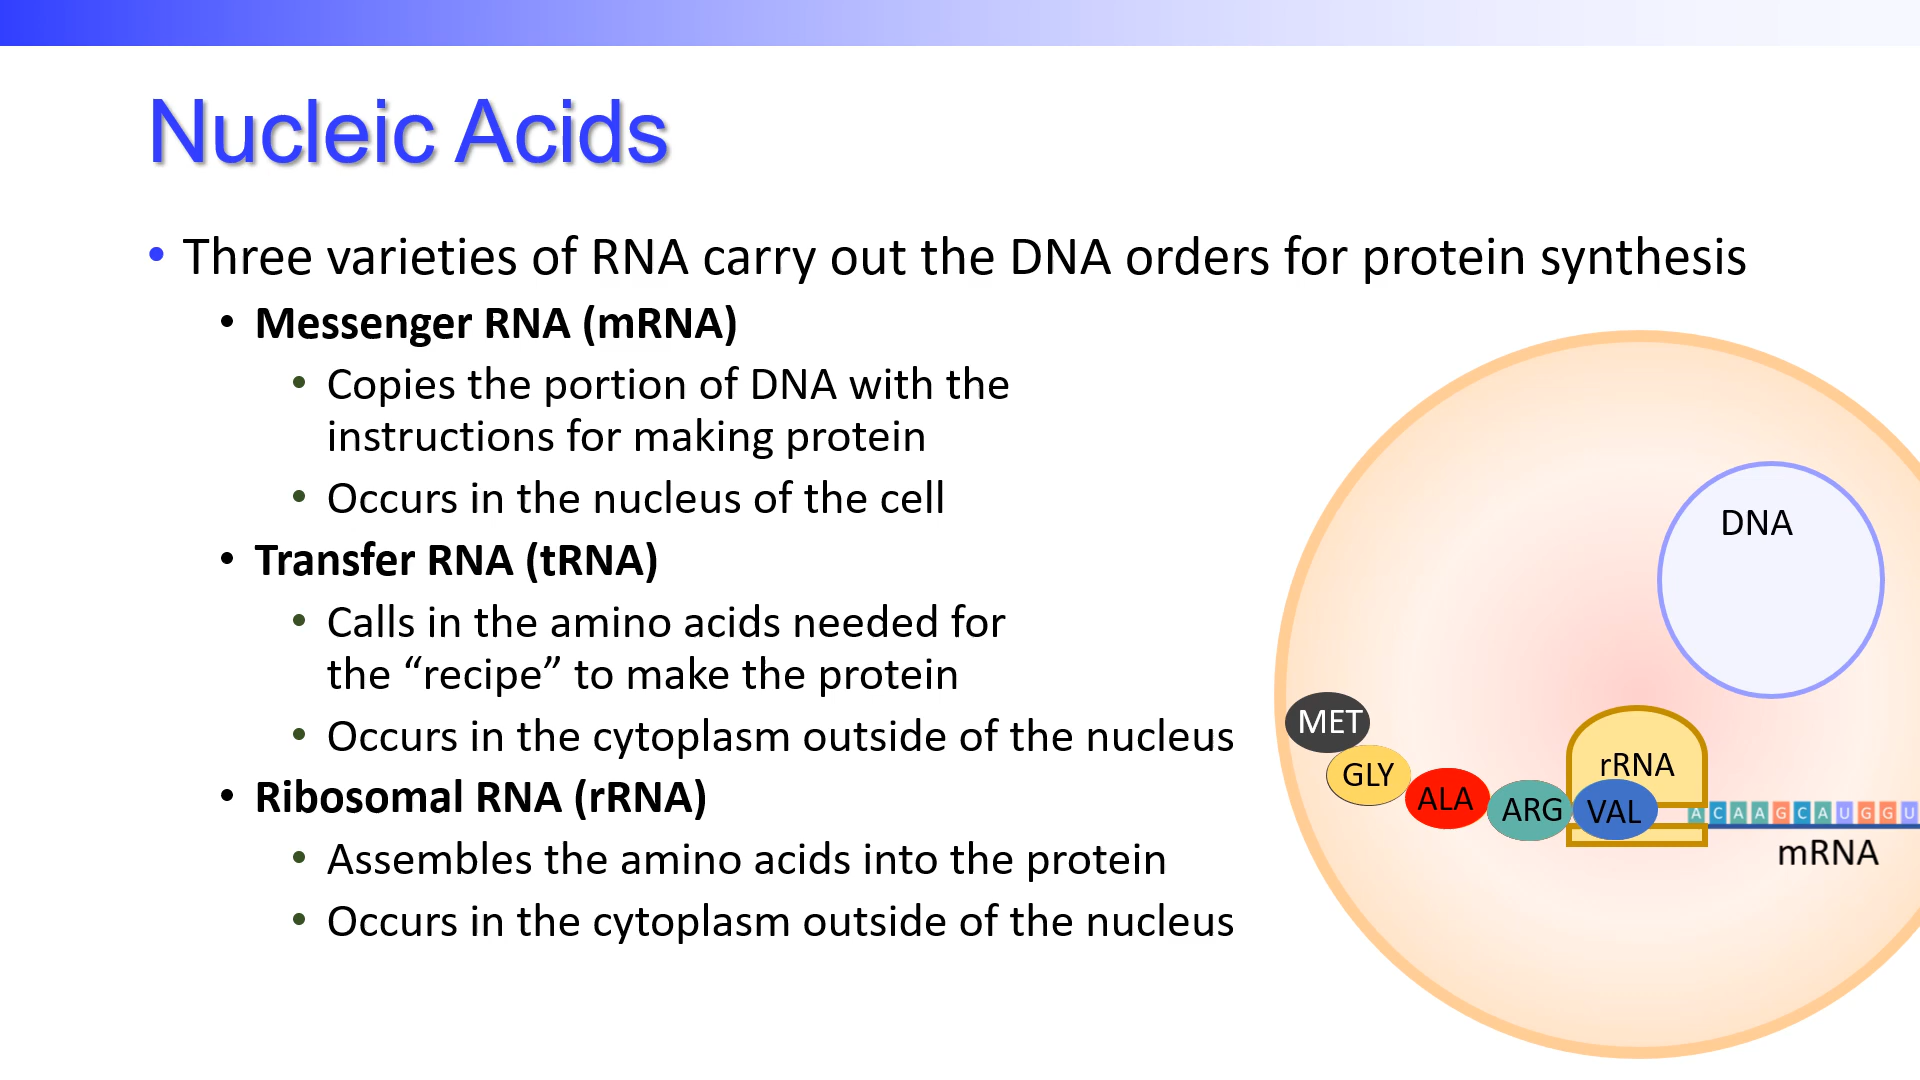 Nucleic Acids
• Three varieties of RNA carry out the DNA orders for protein synthesis
• Messenger RNA (mRNA)
• Copies the portion of DNA with the
instructions for making protein
• Occurs in the nucleus of the cell
• Transfer RNA (tRNA)
• Calls in the amino acids needed for
the “recipe” to make the protein
• Occurs in the cytoplasm outside of the nucleus
• Ribosomal RNA (rRNA)
• Assembles the amino acids into the protein
• Occurs in the cytoplasm outside of the nucleus
DNA
MET
GLY
ALA
ARG
VAL
rRNA
ACAAGCAUGGU
mRNA